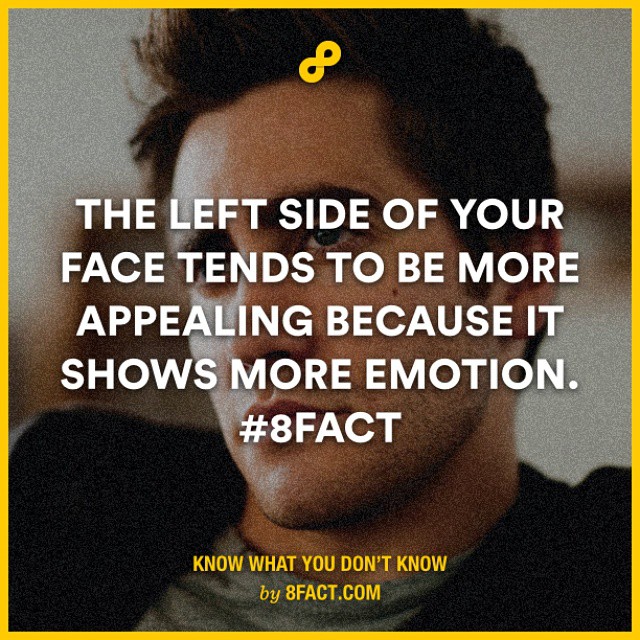 THE LEFT SIDE OF YOUR
FACE TENDS TO BE MORE
APPEALING BECAUSE IT
SHOWS MORE EMOTION.
#8FACT
KNOW WHAT YOU DON'T KNOW
by 8FACT.COM